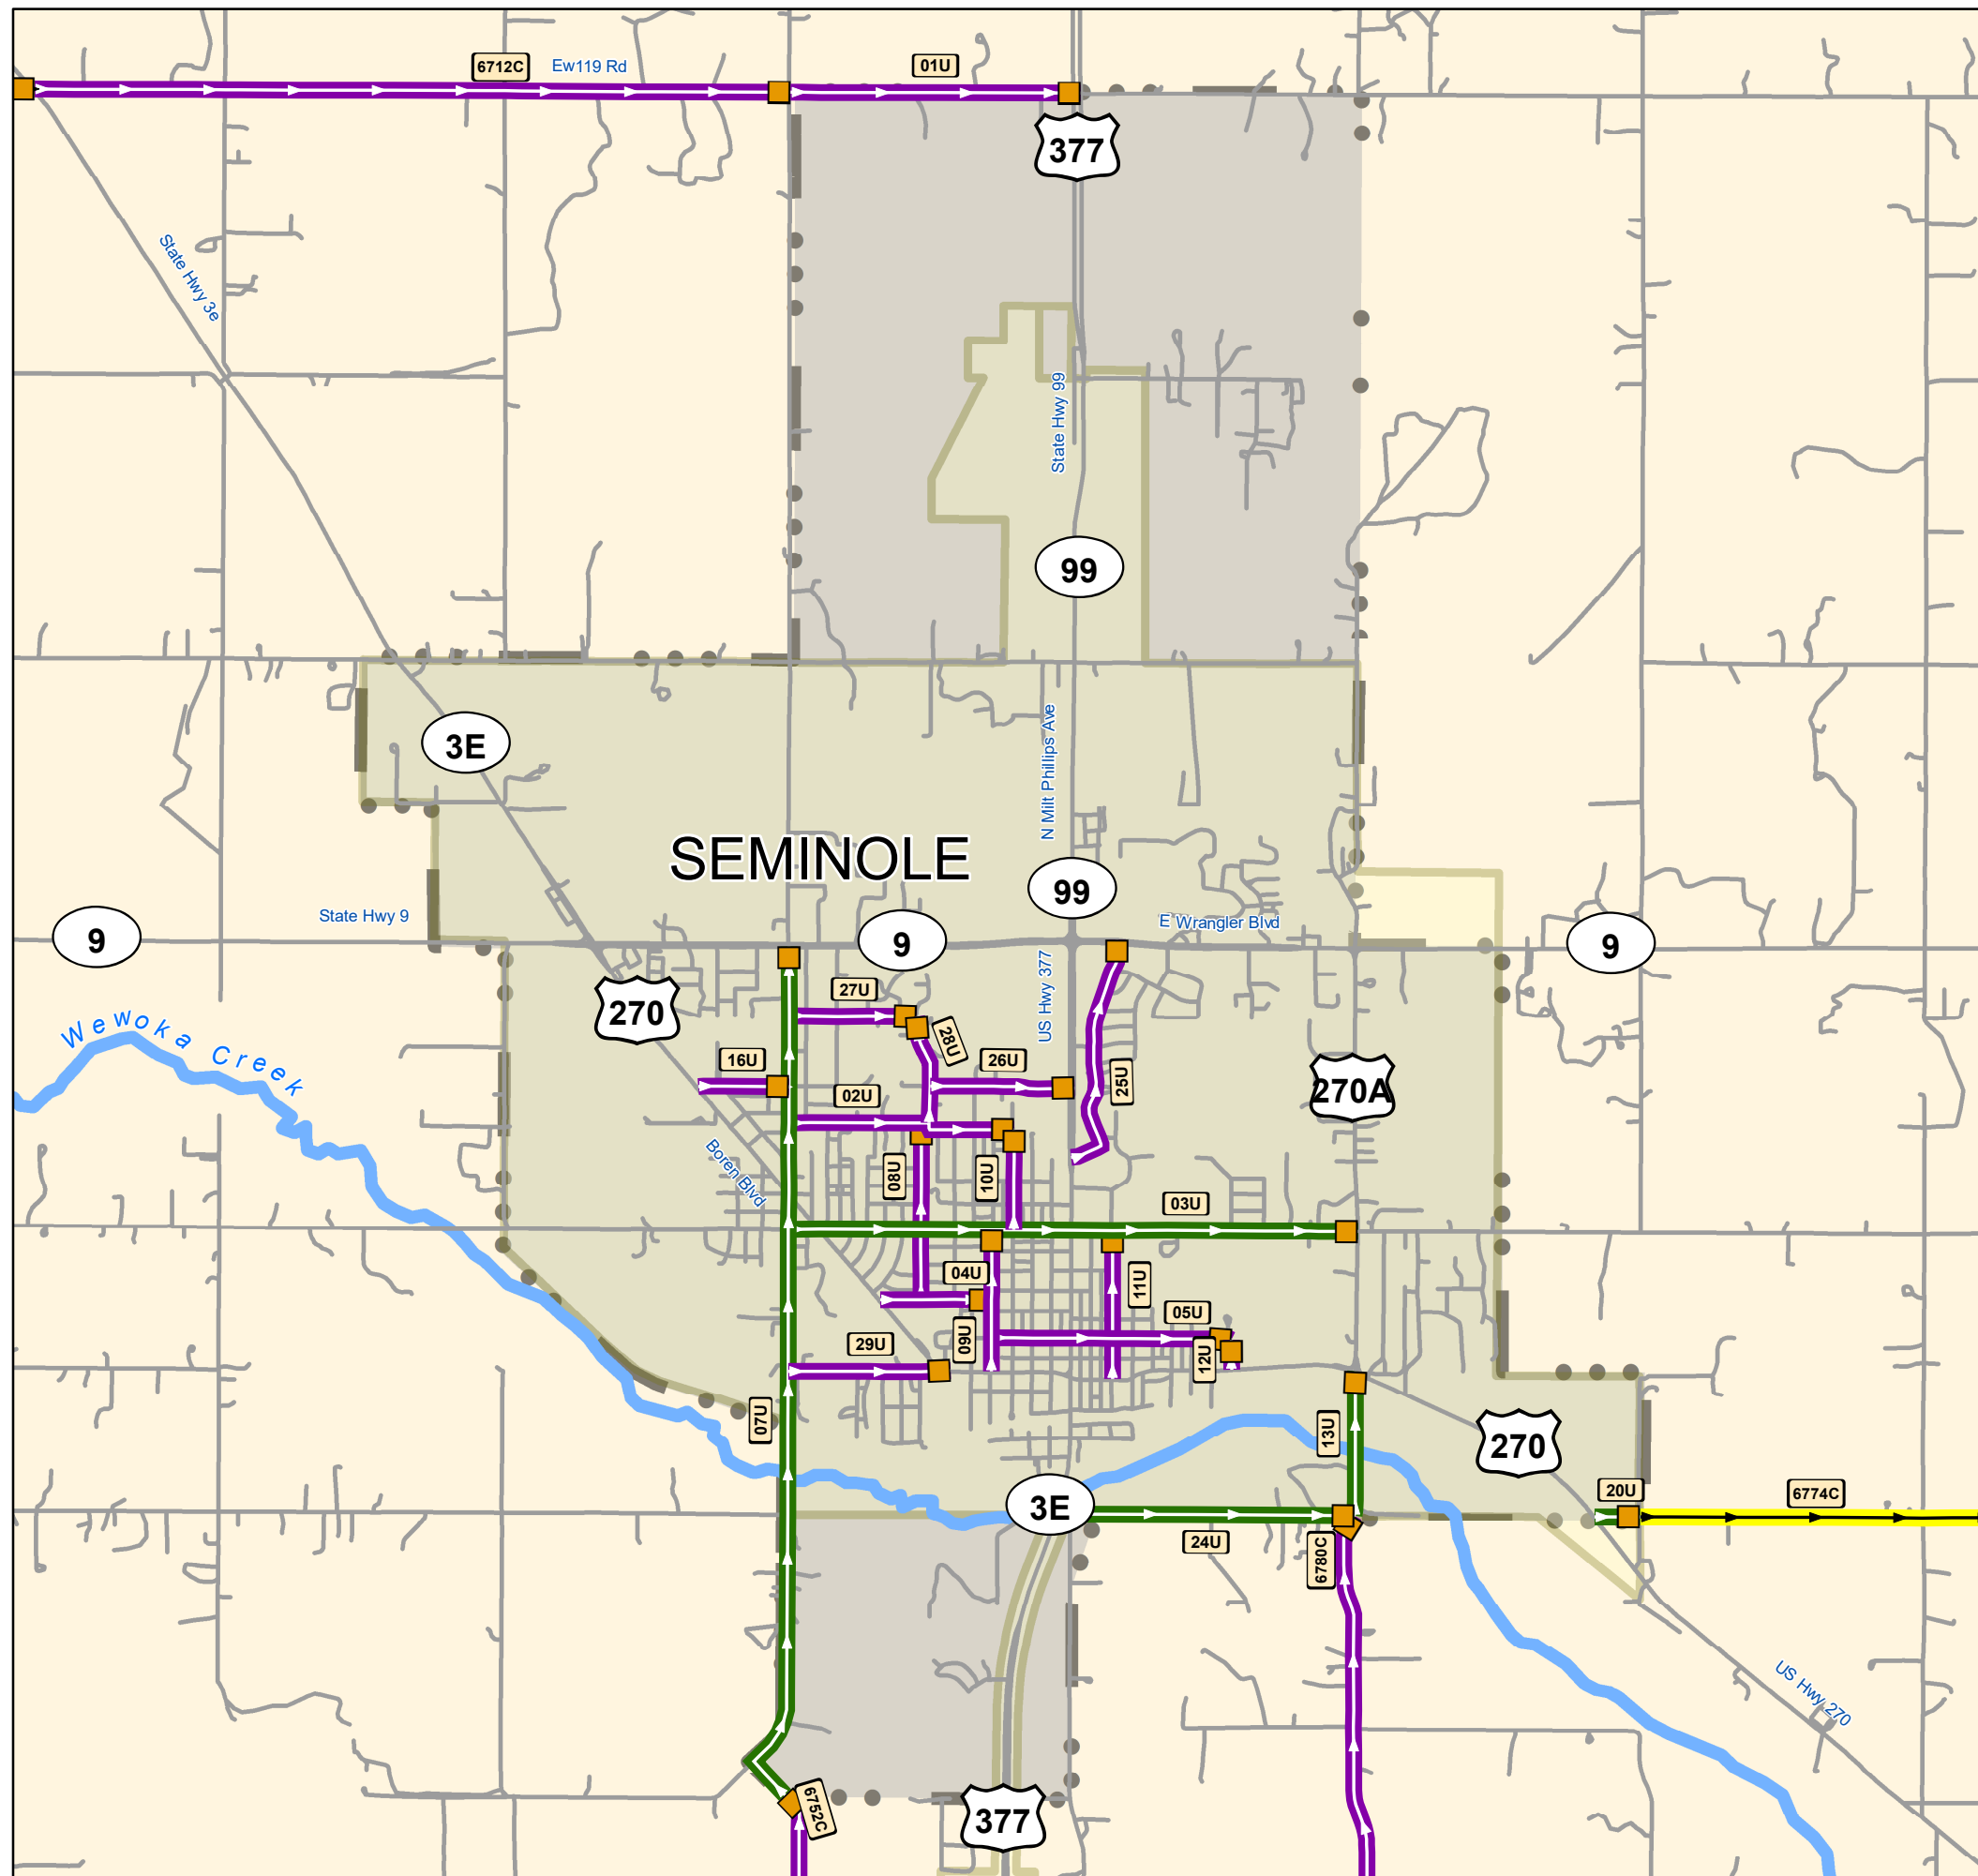 6712C
Ew119 Rd
01U
377
State Hwy 3e
State Hwy 99
99
3E
N Milt Phillips Ave
SEMINOLE
99
State Hwy 9
E Wrangler Blvd
9
9
9
270
27U
US Hwy 377
Wewoka Creek
28U
16U
26U
25U
270A
02U
Boren Blvd
08U
10U
03U
04U
11U
05U
09U
29U
12U
07U
13U
270
20U
6774C
3E
24U
6780C
US Hwy 270
6752C
377